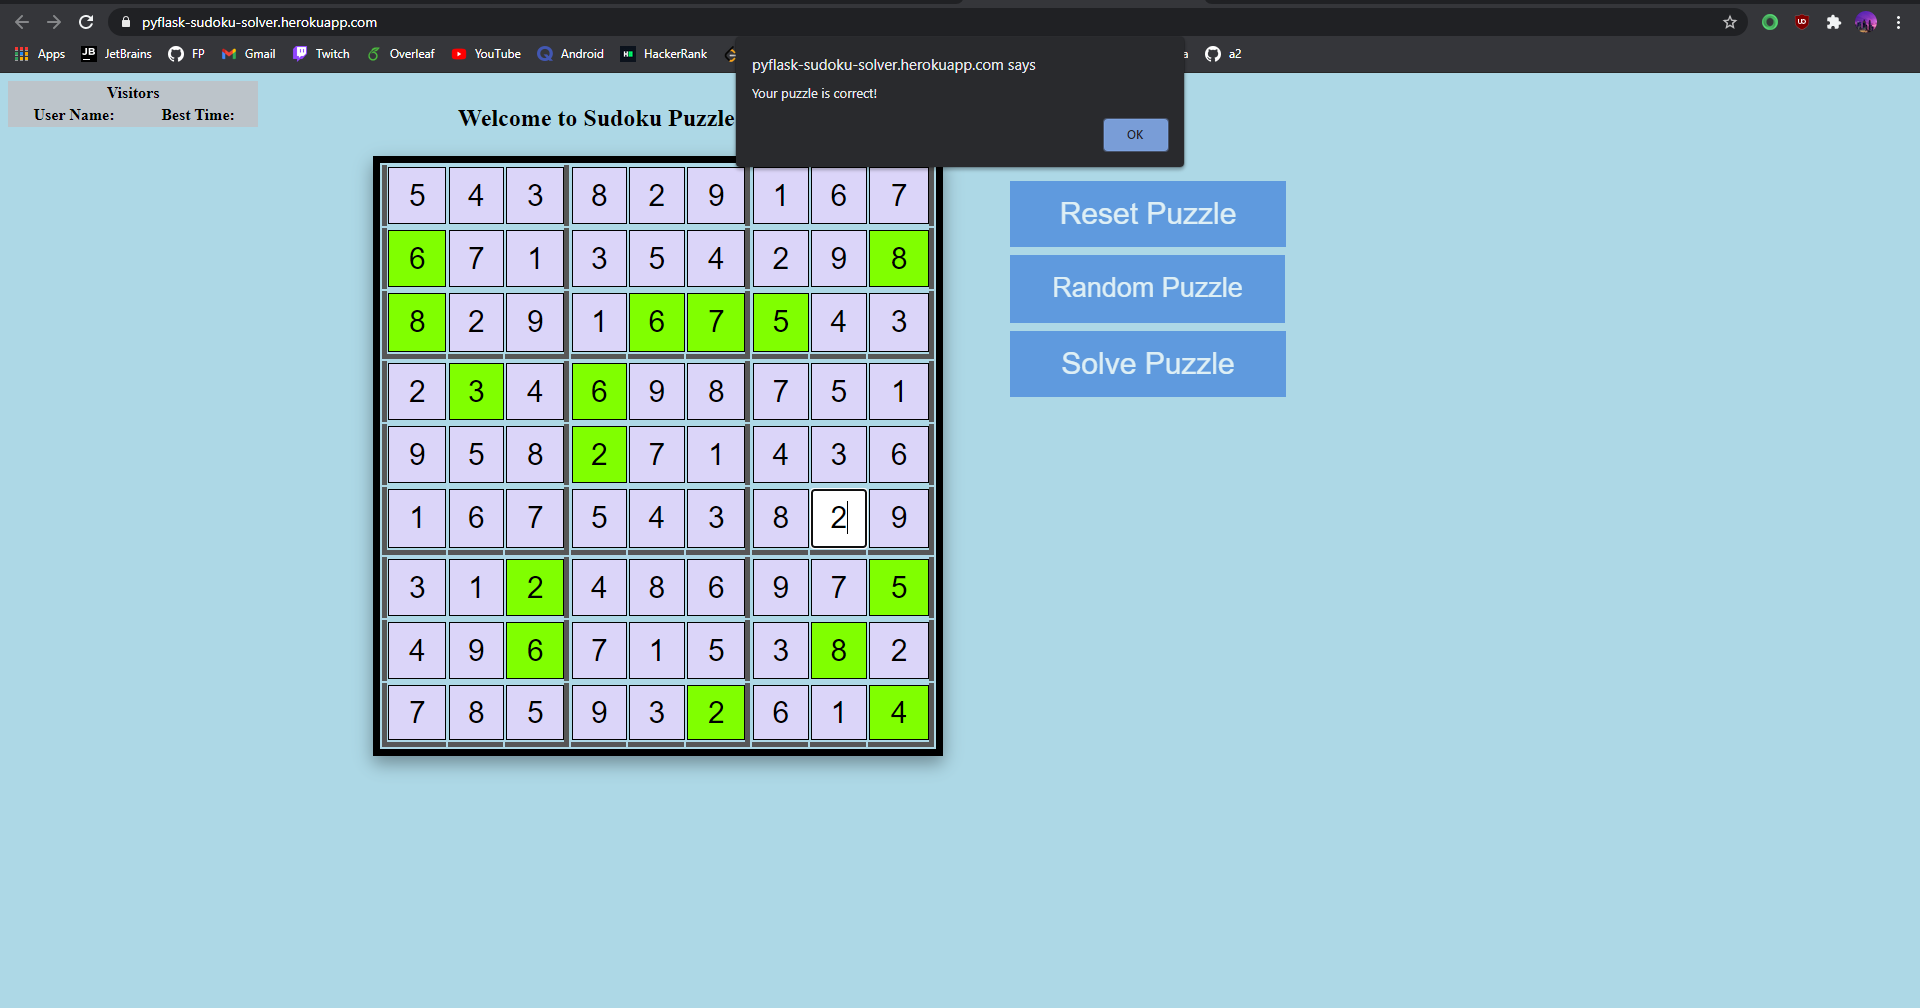 pyflask-sudoku-solver.herokuapp.com
Apps JetBrains FP Gmail Twitch Overleaf YouTube Android HackerRank a a2
pyflask-sudoku-solver.herokuapp.com says
Your puzzle is correct!
OK
Visitors
User Name: Best Time:
Welcome to Sudoku Puzzle
5 4 3 8 2 9 1 6 7
6 7 1 3 5 4 2 9 8
8 2 9 1 6 7 5 4 3
2 3 4 6 9 8 7 5 1
9 5 8 2 7 1 4 3 6
1 6 7 5 4 3 8 2 9
3 1 2 4 8 6 9 7 5
4 9 6 7 1 5 3 8 2
7 8 5 9 3 2 6 1 4
Reset Puzzle
Random Puzzle
Solve Puzzle